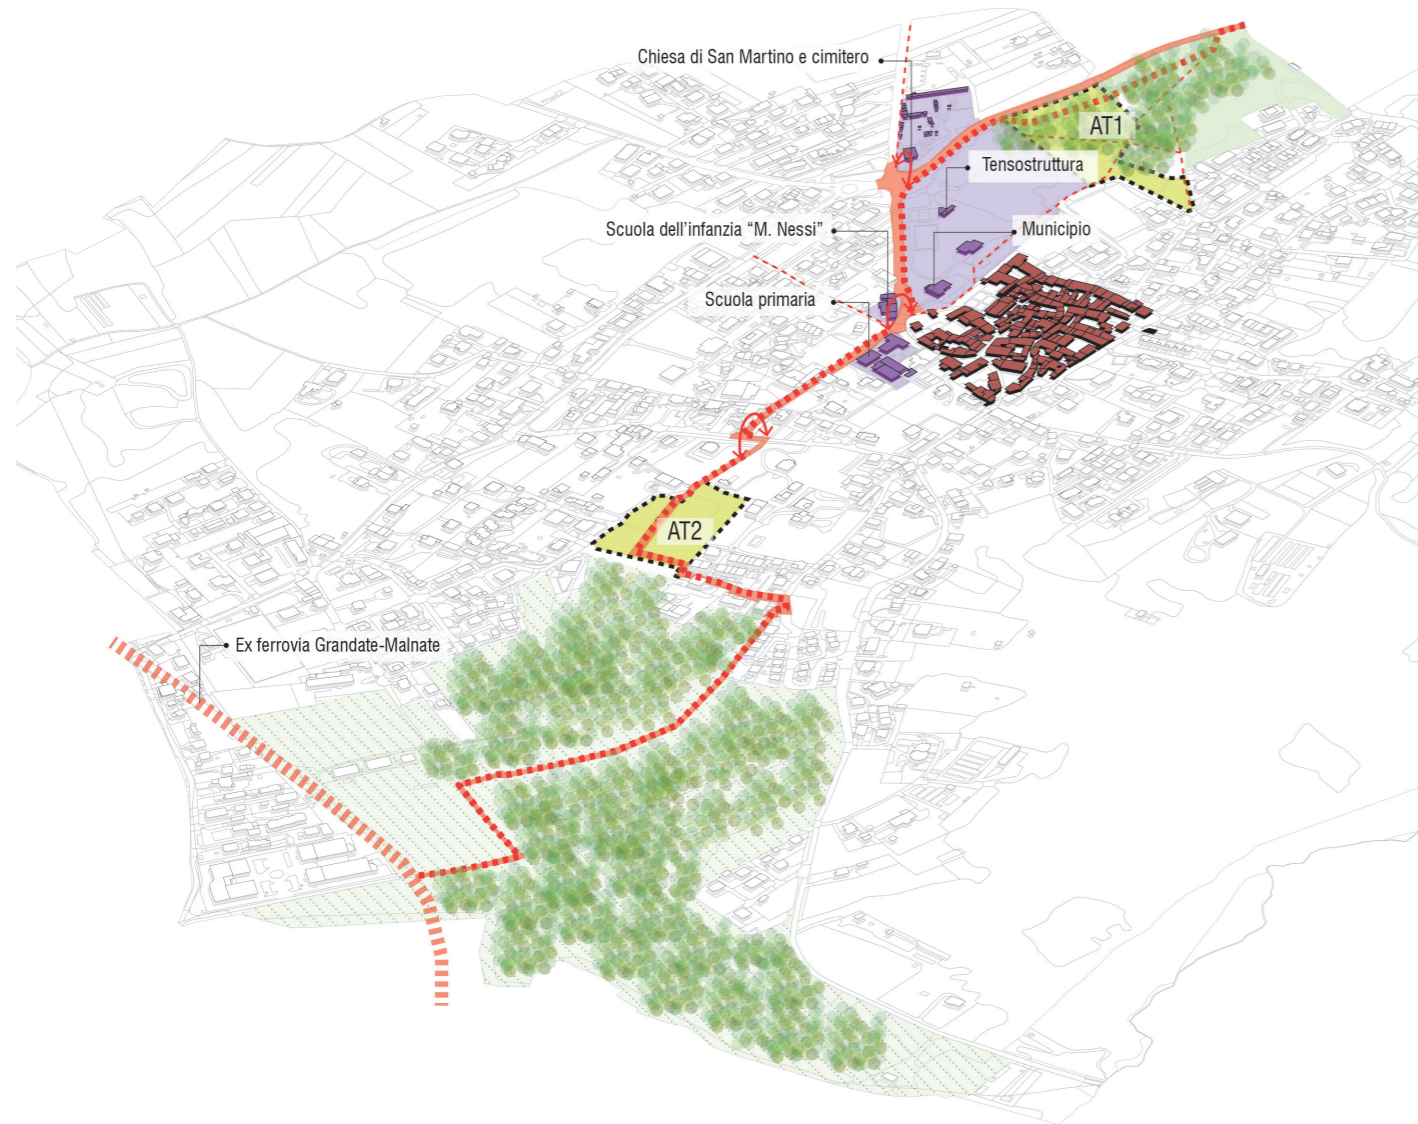 Chiesa di San Martino e cimitero
AT1
Tensostruttura
Scuola dell'infanzia “M. Nessi”
Municipio
Scuola primaria
AT2
Ex ferrovia Grandate-Malnate